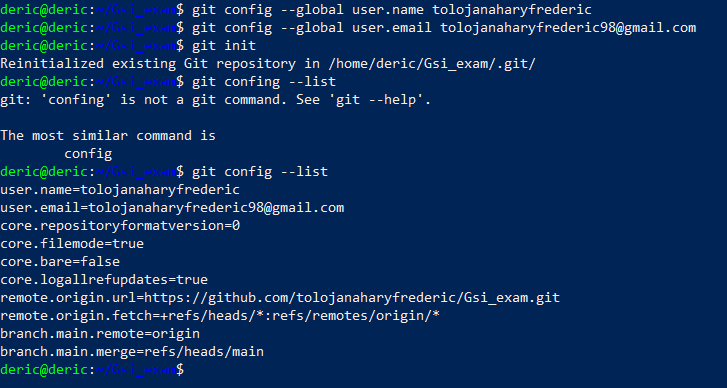 deric@deric:~/Gsi_exam$ git config --global user.name tolojanaharyfrederic
deric@deric:~/Gsi_exam$ git config --global user.email tolojanaharyfrederic98@gmail.com
deric@deric:~/Gsi_exam$ git init
Reinitialized existing Git repository in /home/deric/Gsi_exam/.git/
deric@deric:~/Gsi_exam$ git confing --list
git: 'confing' is not a git command. See 'git --help'.

The most similar command is
        config
deric@deric:~/Gsi_exam$ git config --list
user.name=tolojanaharyfrederic
user.email=tolojanaharyfrederic98@gmail.com
core.repositoryformatversion=0
core.filemode=true
core.bare=false
core.logallrefupdates=true
remote.origin.url=https://github.com/tolojanaharyfrederic/Gsi_exam.git
remote.origin.fetch=+refs/heads/*:refs/remotes/origin/*
branch.main.remote=origin
branch.main.merge=refs/heads/main
deric@deric:~/Gsi_exam$